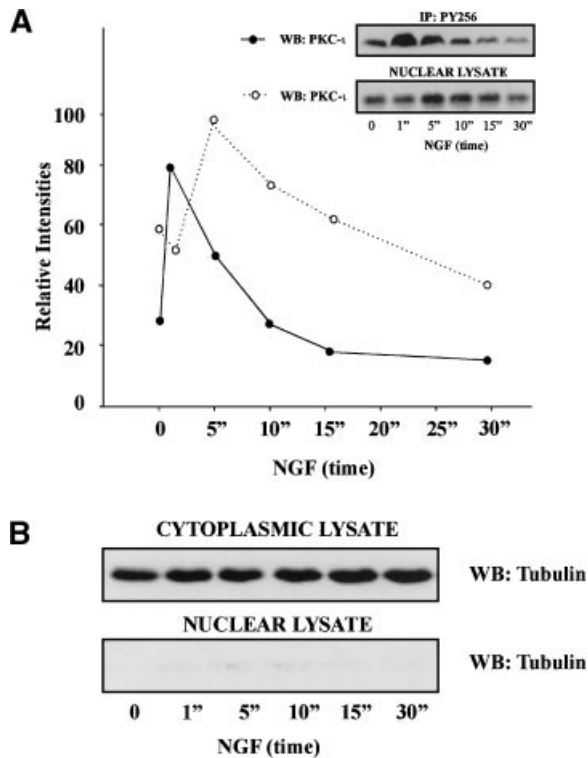 A
IP: PY256
WB: PKC-ι
NUCLEAR LYSATE
WB: PKC-ι
0 1” 5” 10” 15” 30”
NGF (time)
Relative Intensities
100
80
60
40
20
0
0 5” 10” 15” 20” 25” 30”
NGF (time)
B
CYTOPLASMIC LYSATE
WB: Tubulin
NUCLEAR LYSATE
WB: Tubulin
0 1” 5” 10” 15” 30”
NGF (time)